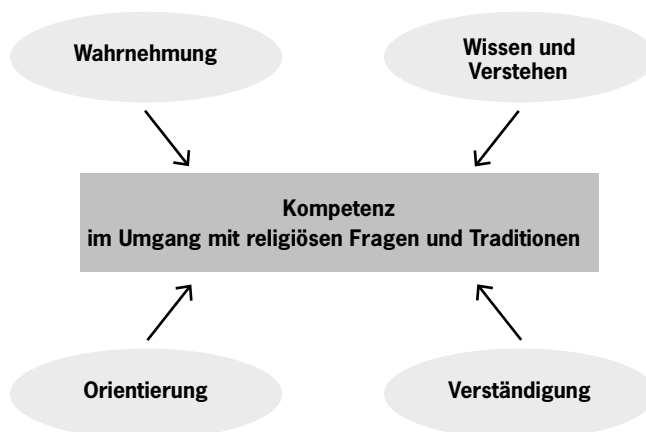 Wahrnehmung
Wissen und
Verstehen
Kompetenz
im Umgang mit religiösen Fragen und Traditionen
Orientierung
Verständigung